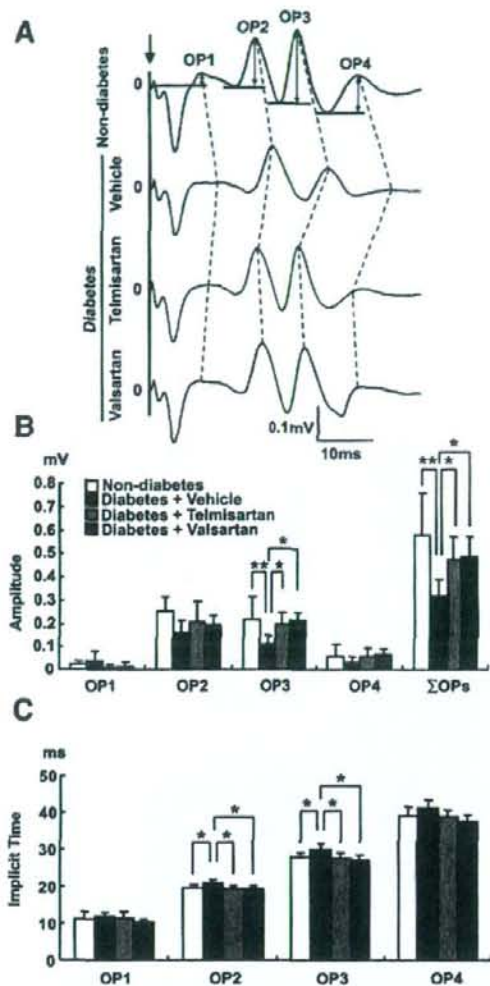 A
OP1
OP2
OP3
OP4
Non-diabetes
0
Diabetes
Vehicle
0
Telmisartan
0
Valsartan
0
0.1mV
10ms
B
mV
Non-diabetes
Diabetes + Vehicle
Diabetes + Telmisartan
Diabetes + Valsartan
Amplitude
0.8
0.7
0.6
0.5
0.4
0.3
0.2
0.1
0
** * *
** * *
OP1 OP2 OP3 OP4 ΣOPs
C
ms
Implicit Time
50
40
30
20
10
* * *
* * *
OP1 OP2 OP3 OP4